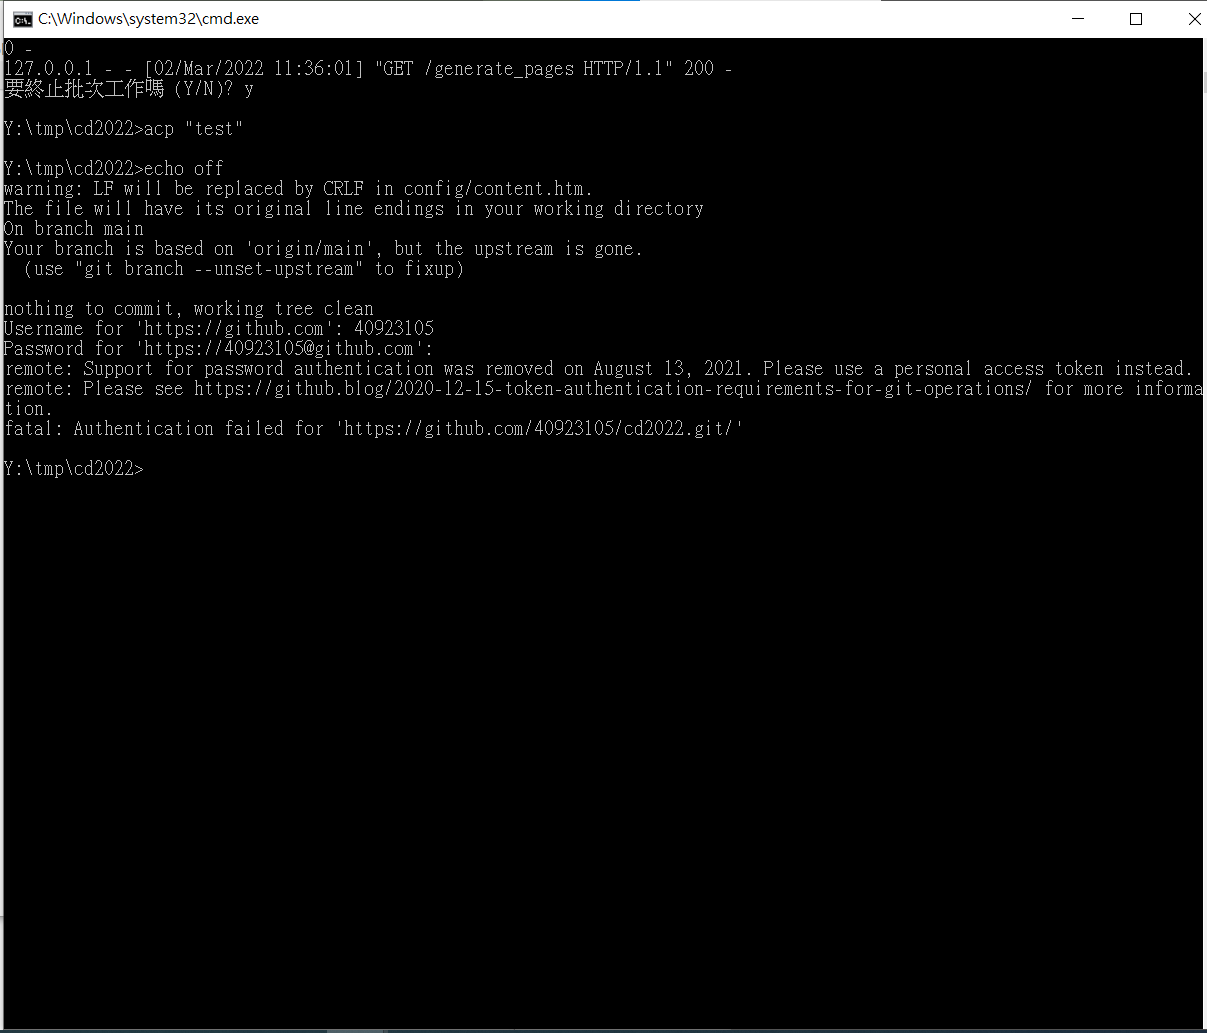 C:\Windows\system32\cmd.exe
0 -
127.0.0.1 - - [02/Mar/2022 11:36:01] "GET /generate_pages HTTP/1.1" 200 -
要終止批次工作嗎 (Y/N)? y
Y:\tmp\cd2022>acp "test"
Y:\tmp\cd2022>echo off
warning: LF will be replaced by CRLF in config/content.htm.
The file will have its original line endings in your working directory
On branch main
Your branch is based on 'origin/main', but the upstream is gone.
  (use "git branch --unset-upstream" to fixup)
nothing to commit, working tree clean
Username for 'https://github.com': 40923105
Password for 'https://40923105@github.com':
remote: Support for password authentication was removed on August 13, 2021. Please use a personal access token instead.
remote: Please see https://github.blog/2020-12-15-token-authentication-requirements-for-git-operations/ for more informa
tion.
fatal: Authentication failed for 'https://github.com/40923105/cd2022.git/'
Y:\tmp\cd2022>